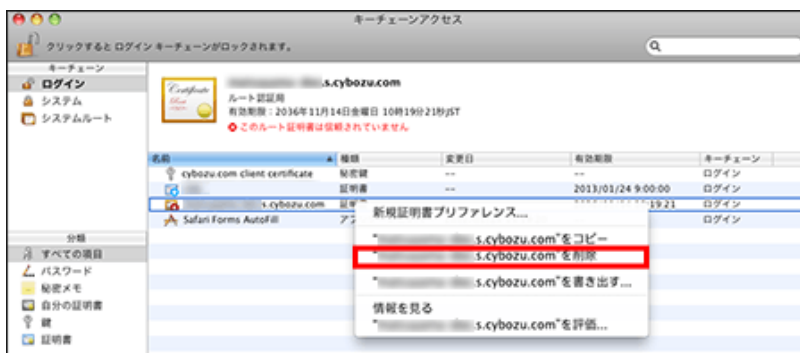 キーチェーンアクセス
クリックするとログインキーチェーンがロックされます。
キーチェーン
ログイン
システム
システムルート
.s.cybozu.com
ルート認証局
有効期限:2036年11月14日金曜日 10時19分21秒JST
このルート証明書は信頼されていません
名前 種類 変更日 有効期限 キーチェーン
cybozu.com client certificate 秘密鍵 -- -- ログイン
証明書 -- 2013/01/24 9:00:00 ログイン
s.cybozu.com 19:21 ログイン
Safari Forms AutoFill ログイン
新規証明書プリファレンス...
" .s.cybozu.com"をコピー
" .s.cybozu.com"を削除
" .s.cybozu.com"を書き出す...
情報を見る
" .s.cybozu.com"を評価...
分類
すべての項目
パスワード
秘密メモ
自分の証明書
鍵
証明書